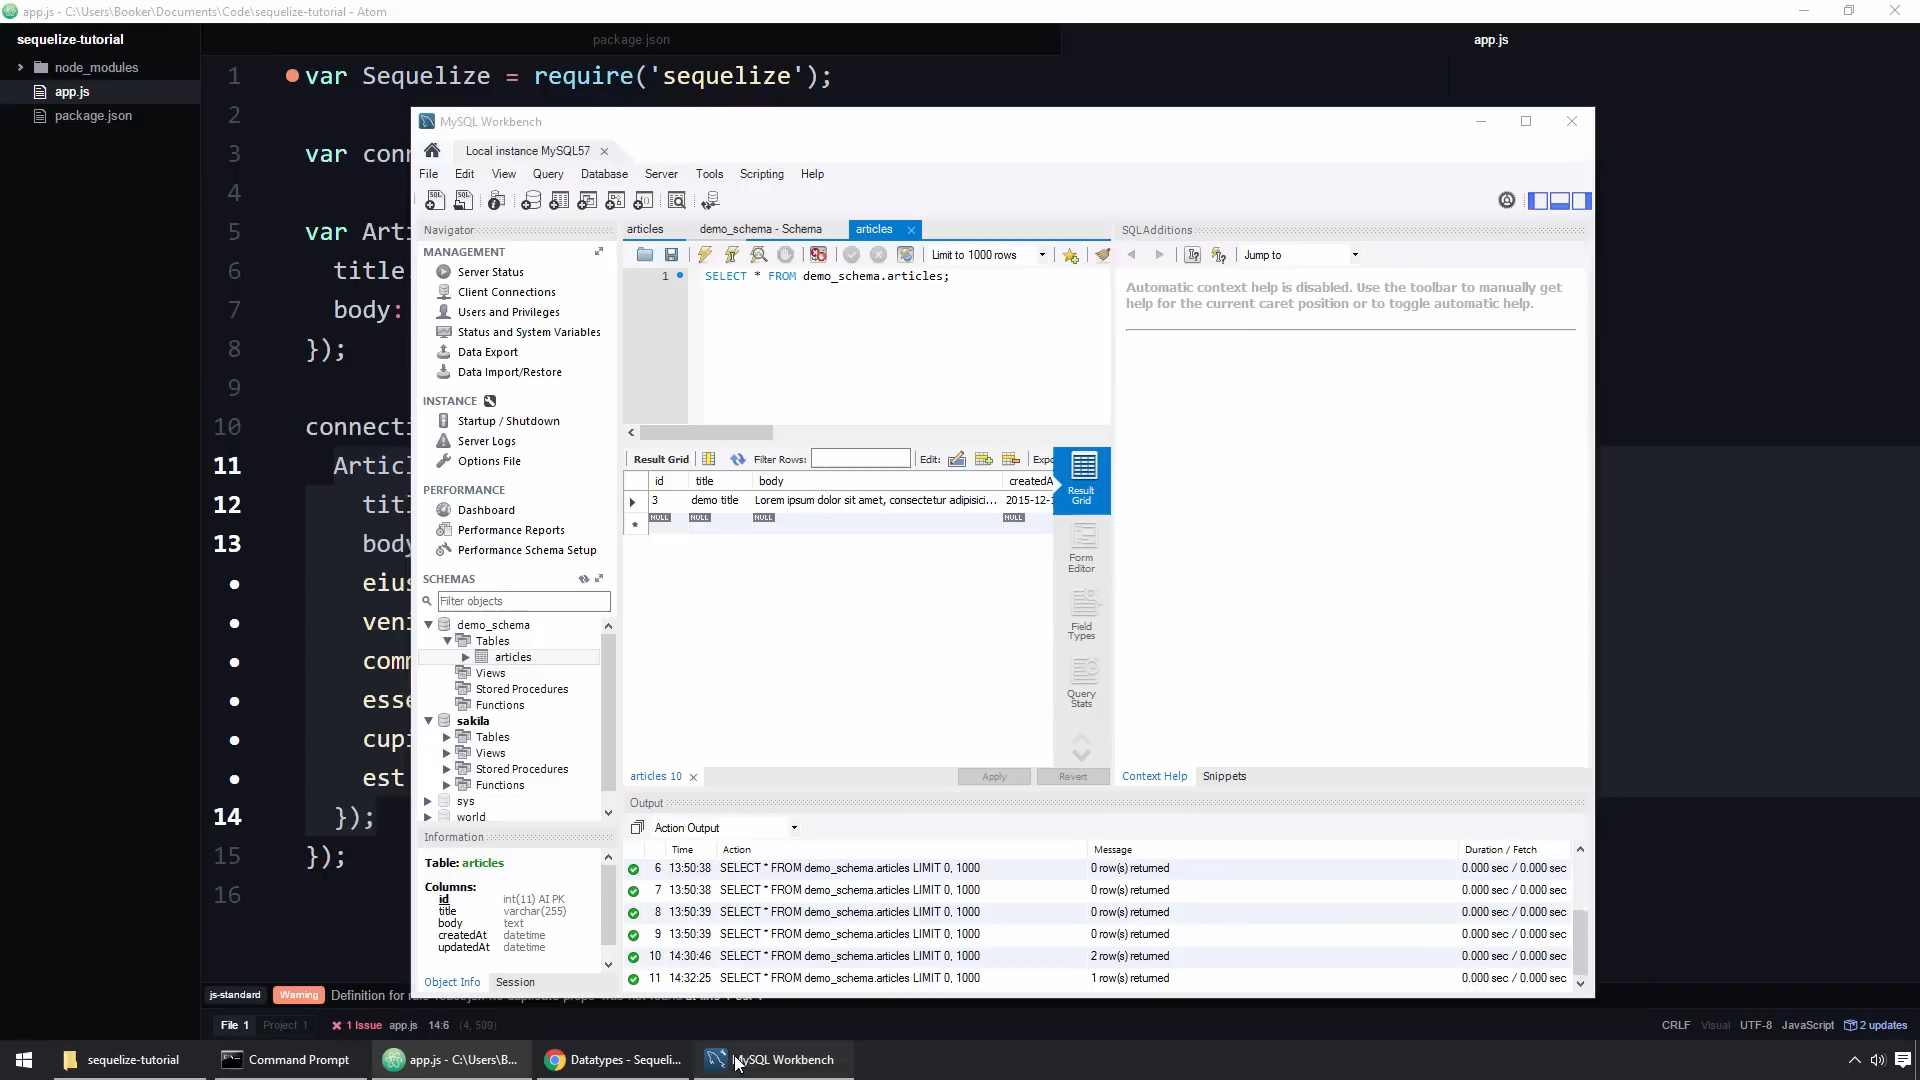 app.js - C:\Users\Booker\Documents\Code\sequelize-tutorial - Atom
sequelize-tutorial
node_modules
app.js
package.json
package.json
app.js
1 var Sequelize = require('sequelize');
2
3 var conn
4
5 var Arti
6 title
7 body:
8 });
9
10 connecti
11 Articl
12 titl
13 body
eius
veni
comm
esse
cupi
est
14 });
15 });
16
MySQL Workbench
Local instance MySQL57
File Edit View Query Database Server Tools Scripting Help
Navigator
MANAGEMENT
Server Status
Client Connections
Users and Privileges
Status and System Variables
Data Export
Data Import/Restore
INSTANCE
Startup / Shutdown
Server Logs
Options File
PERFORMANCE
Dashboard
Performance Reports
Performance Schema Setup
SCHEMAS
Filter objects
demo_schema
Tables
articles
Views
Stored Procedures
Functions
sakila
Tables
Views
Stored Procedures
Functions
sys
world
Information
Table: articles
Columns:
id int(11) AI PK
title varchar(255)
body text
createdAt datetime
updatedAt datetime
Object Info Session
articles demo_schema - Schema articles
Limit to 1000 rows
1 SELECT * FROM demo_schema.articles;
Result Grid Filter Rows: Edit: Expo
id title body createdA
3 demo title Lorem ipsum dolor sit amet, consectetur adipisici... 2015-12-1
NULL NULL NULL NULL
Result Grid
Form Editor
Field Types
Query Stats
articles 10 Apply Revert
SQLAdditions
Jump to
Automatic context help is disabled. Use the toolbar to manually get
help for the current caret position or to toggle automatic help.
Context Help Snippets
Output
Action Output
Time Action Message Duration / Fetch
6 13:50:38 SELECT * FROM demo_schema.articles LIMIT 0, 1000 0 row(s) returned 0.000 sec / 0.000 sec
7 13:50:38 SELECT * FROM demo_schema.articles LIMIT 0, 1000 0 row(s) returned 0.000 sec / 0.000 sec
8 13:50:39 SELECT * FROM demo_schema.articles LIMIT 0, 1000 0 row(s) returned 0.000 sec / 0.000 sec
9 13:50:39 SELECT * FROM demo_schema.articles LIMIT 0, 1000 0 row(s) returned 0.000 sec / 0.000 sec
10 14:30:46 SELECT * FROM demo_schema.articles LIMIT 0, 1000 2 row(s) returned 0.000 sec / 0.000 sec
11 14:32:25 SELECT * FROM demo_schema.articles LIMIT 0, 1000 1 row(s) returned 0.000 sec / 0.000 sec
js-standard Warning Definition for
File 1 Project 1 1 Issue app.js 14:6 (4, 509) CRLF Visual UTF-8 JavaScript 2 updates
sequelize-tutorial Command Prompt app.js - C:\Users\B... Datatypes - Sequeli... MySQL Workbench